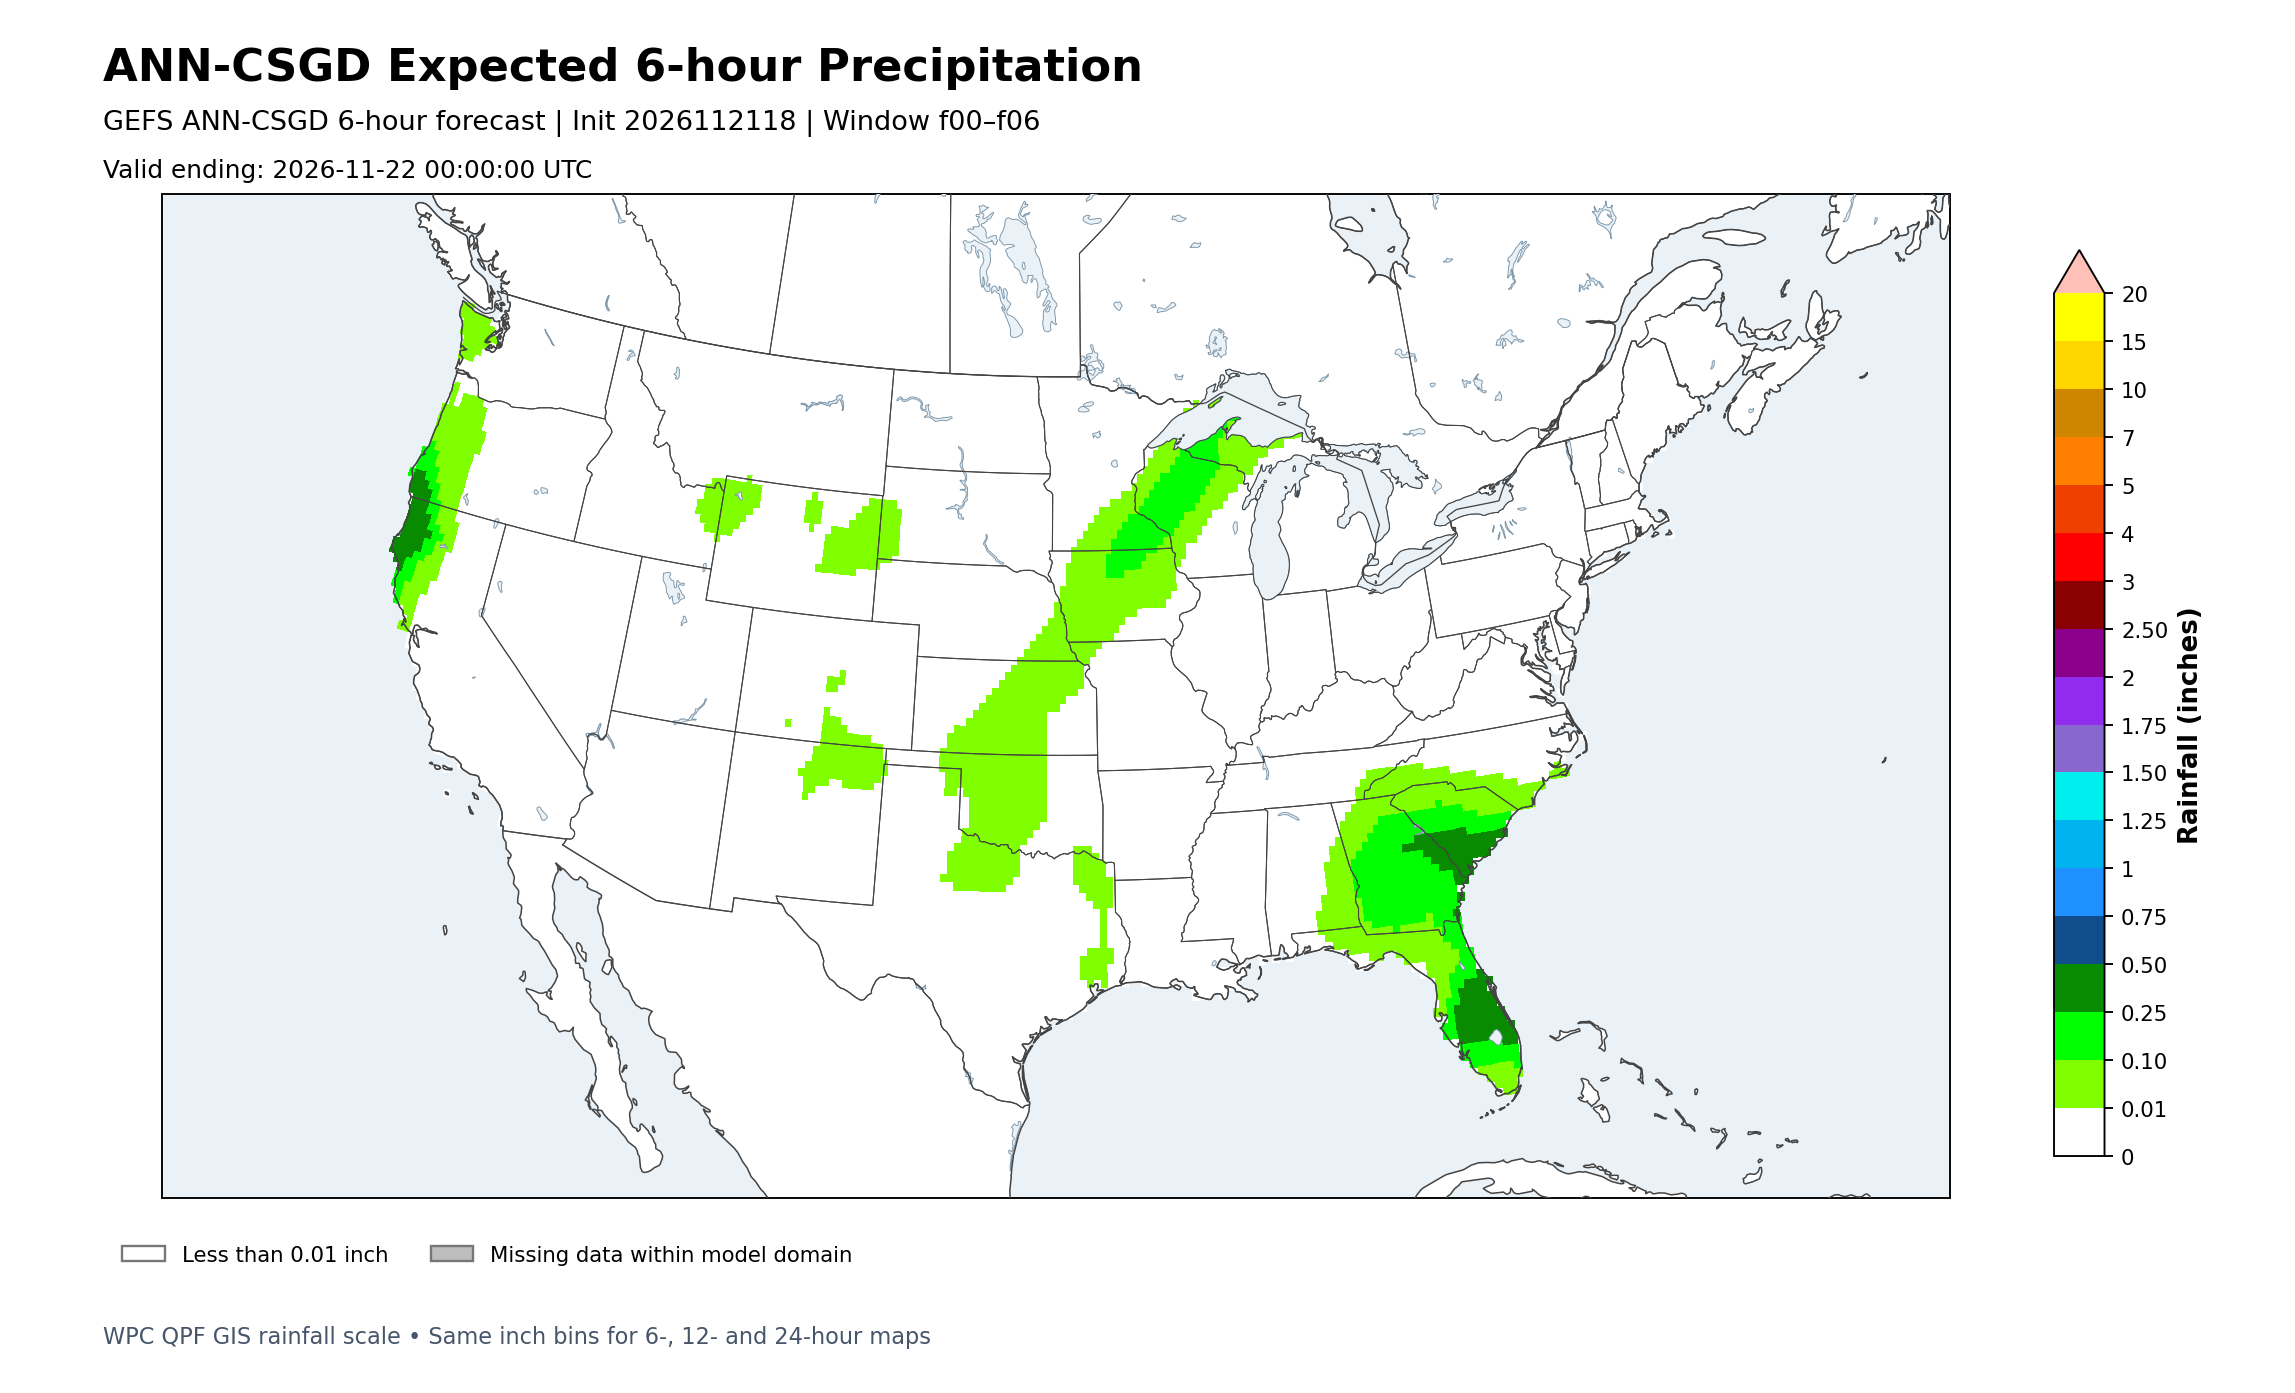 ANN-CSGD Expected 6-hour Precipitation
GEFS ANN-CSGD 6-hour forecast | Init 2026112118 | Window f00–f06
Valid ending: 2026-11-22 00:00:00 UTC
20
15
10
7
5
4
3
2.50
2
1.75
1.50
1.25
1
0.75
0.50
0.25
0.10
0.01
0
Rainfall (inches)
Less than 0.01 inch
Missing data within model domain
WPC QPF GIS rainfall scale • Same inch bins for 6-, 12- and 24-hour maps